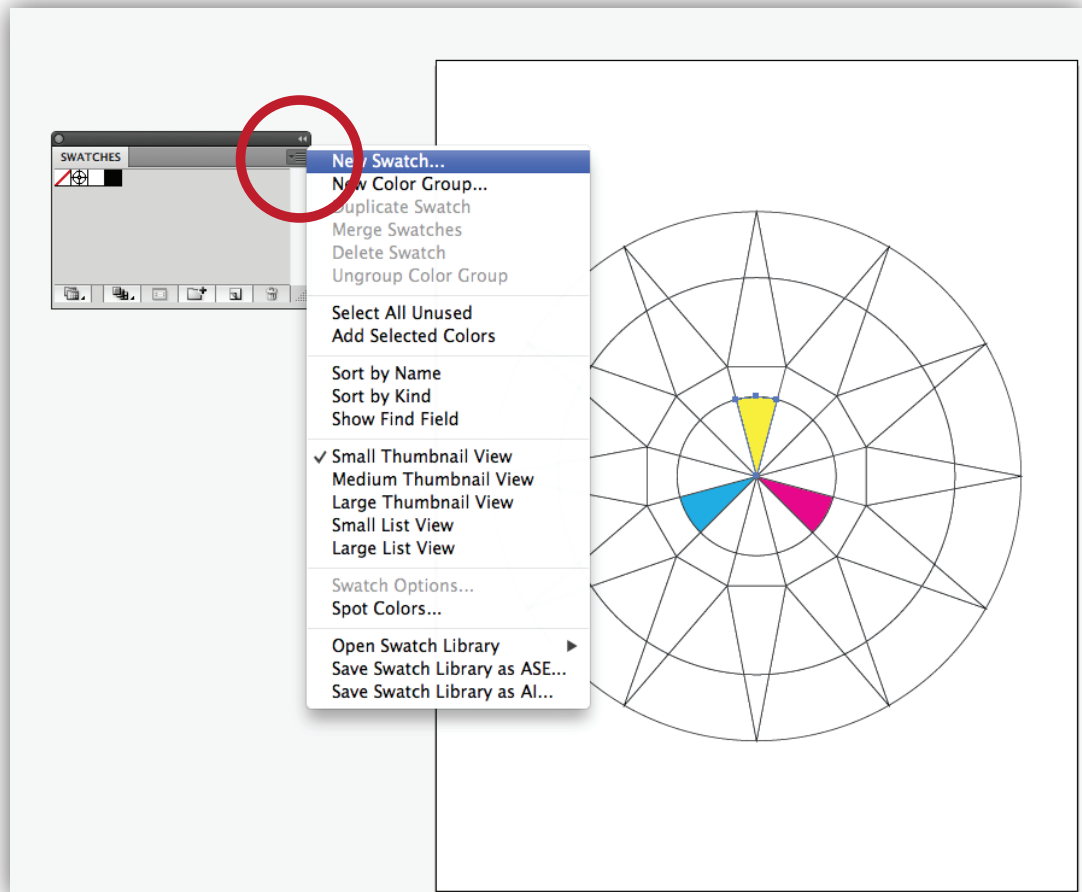 SWATCHES
New Swatch...
New Color Group...
Duplicate Swatch
Merge Swatches
Delete Swatch
Ungroup Color Group
Select All Unused
Add Selected Colors
Sort by Name
Sort by Kind
Show Find Field
Small Thumbnail View
Medium Thumbnail View
Large Thumbnail View
Small List View
Large List View
Swatch Options...
Spot Colors...
Open Swatch Library
Save Swatch Library as ASE...
Save Swatch Library as AI...